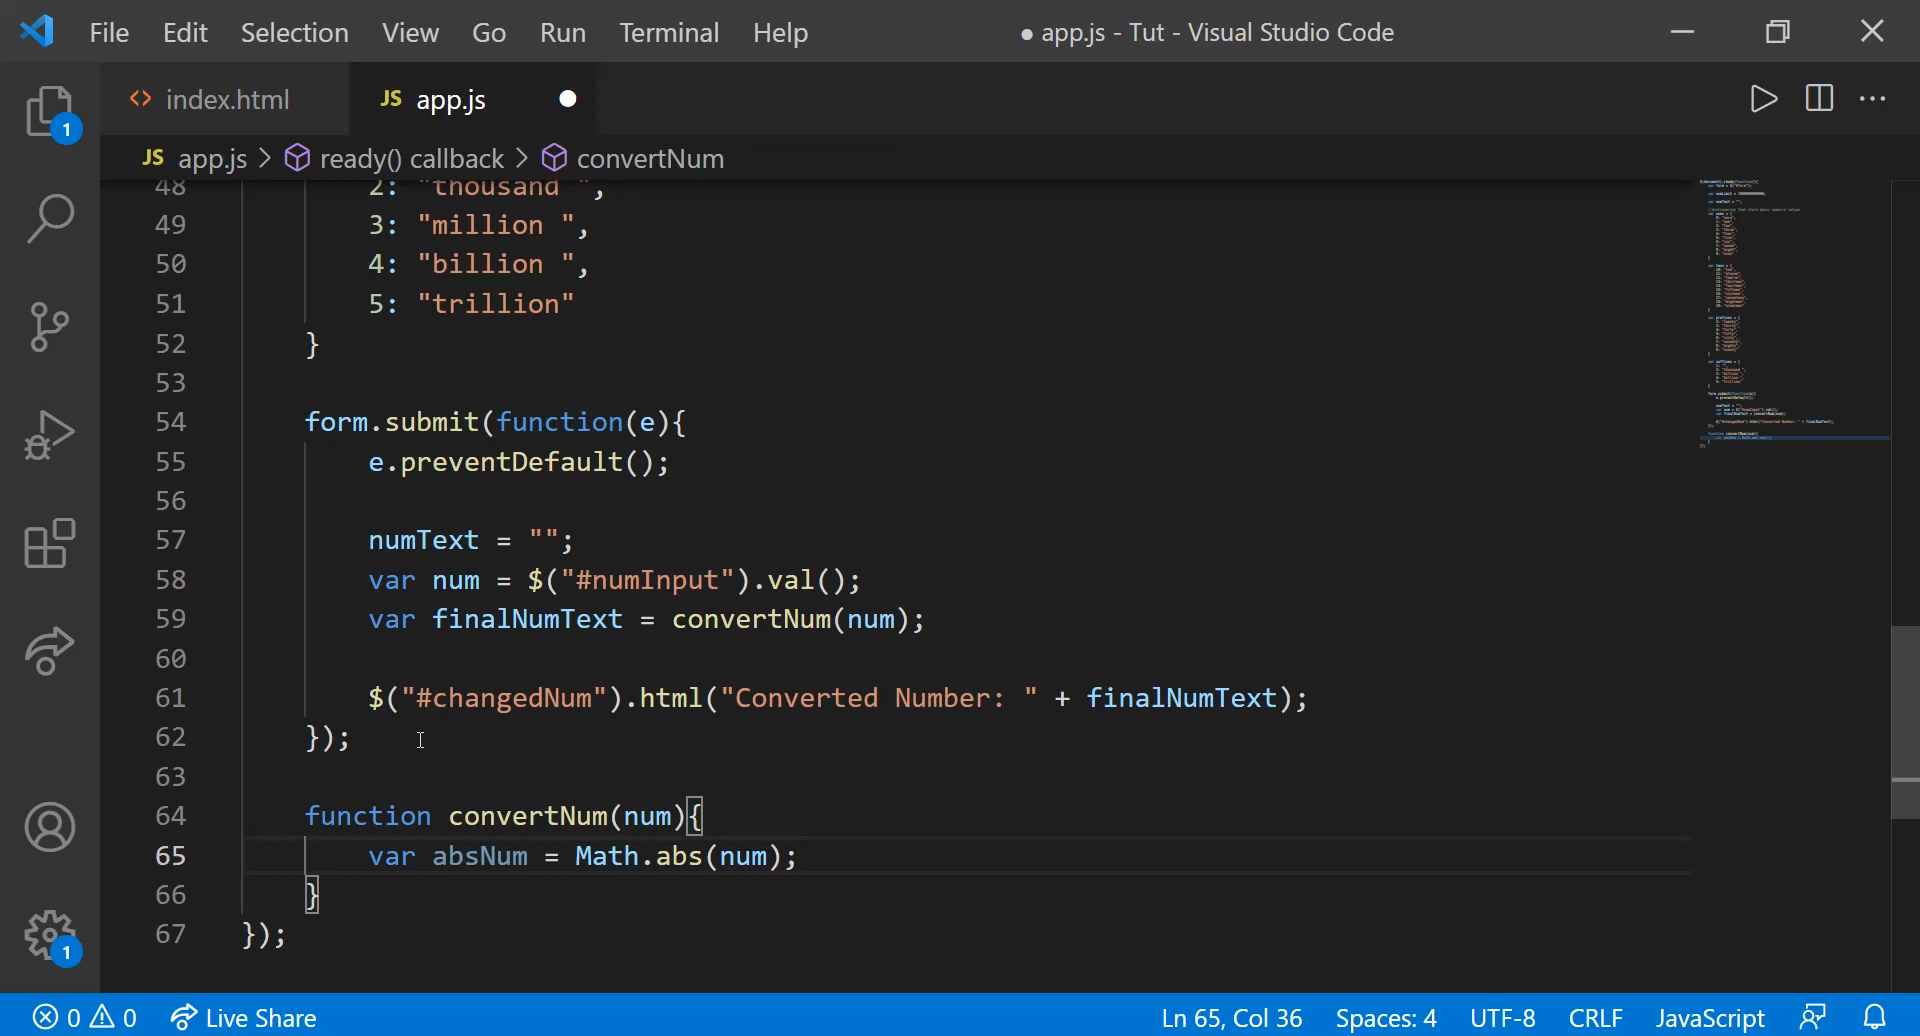 File Edit Selection View Go Run Terminal Help ● app.js - Tut - Visual Studio Code
<> index.html JS app.js ●
JS app.js > ready() callback > convertNum
48 2: "thousand ",
49 3: "million ",
50 4: "billion ",
51 5: "trillion"
52 }
53
54 form.submit(function(e){
55 e.preventDefault();
56
57 numText = "";
58 var num = $("#numInput").val();
59 var finalNumText = convertNum(num);
60
61 $("#changedNum").html("Converted Number: " + finalNumText);
62 });
63
64 function convertNum(num){
65 var absNum = Math.abs(num);
66 }
67 });
1
1
0 0 Live Share Ln 65, Col 36 Spaces: 4 UTF-8 CRLF JavaScript